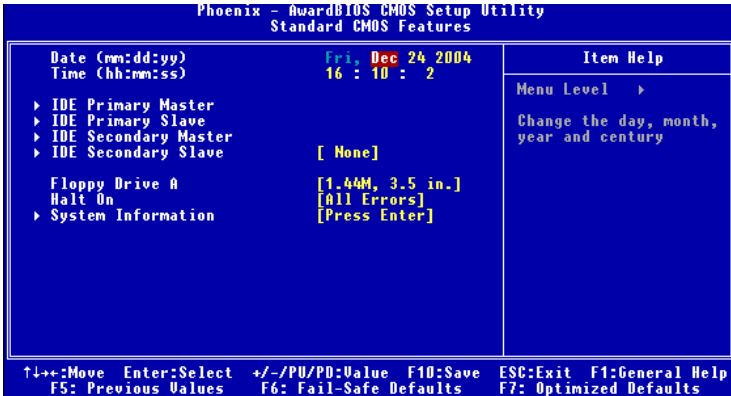 Phoenix - AwardBIOS CMOS Setup Utility
Standard CMOS Features
Date (mm:dd:yy) Fri, Dec 24 2004
Time (hh:mm:ss) 16 : 10 : 2
▸ IDE Primary Master
▸ IDE Primary Slave
▸ IDE Secondary Master
▸ IDE Secondary Slave [ None]
Floppy Drive A [1.44M, 3.5 in.]
Halt On [All Errors]
▸ System Information [Press Enter]
Item Help
Menu Level ▸
Change the day, month,
year and century
↑↓→←:Move Enter:Select +/-/PU/PD:Value F10:Save ESC:Exit F1:General Help
F5: Previous Values F6: Fail-Safe Defaults F7: Optimized Defaults